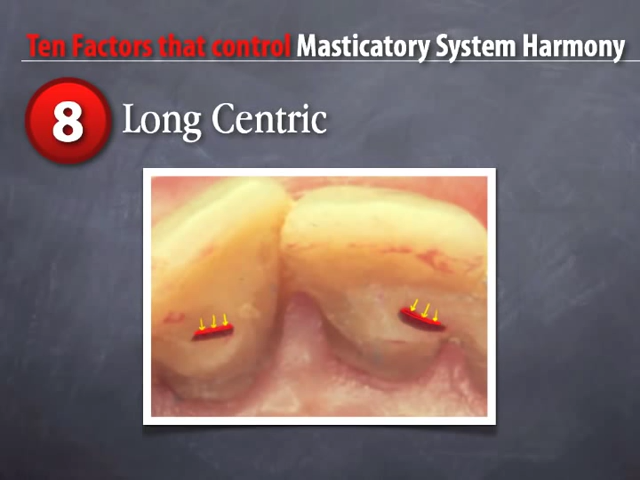 Ten Factors that control Masticatory System Harmony
8 Long Centric